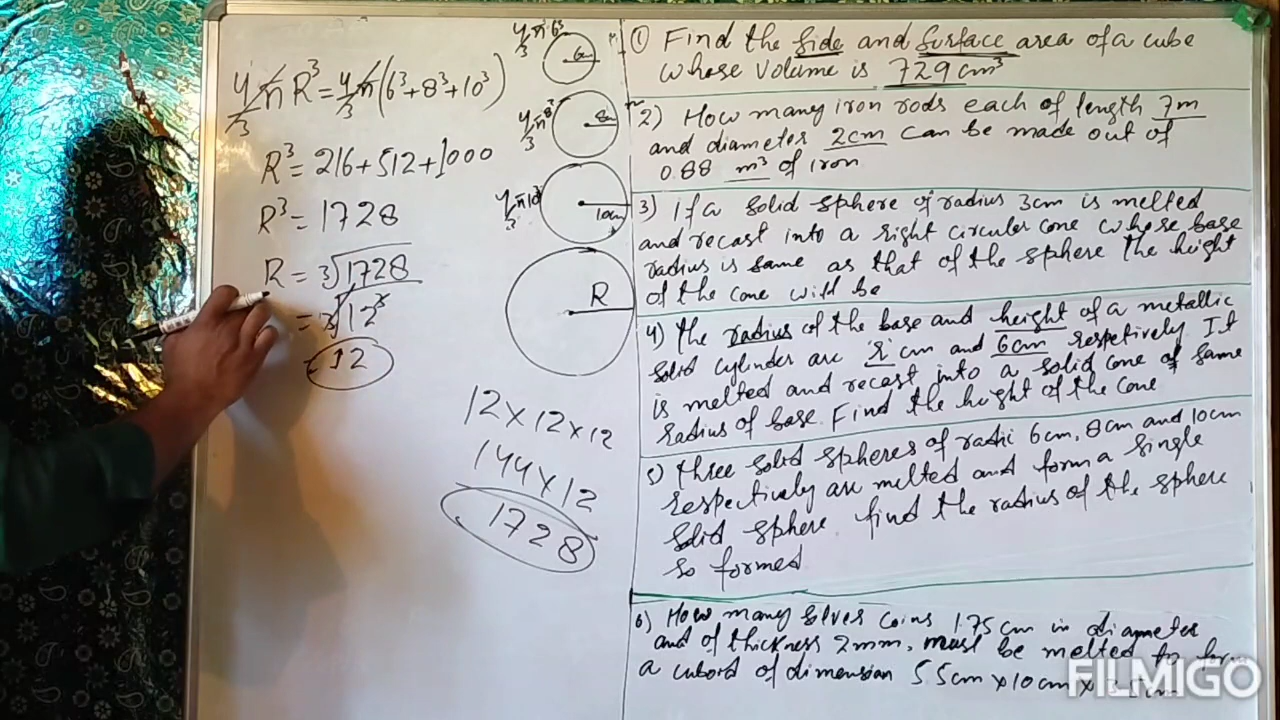 4/3 π R³ = 4/3 π (6³+8³+10³)
R³ = 216+512+1000
R³ = 1728
R = ³√1728
= ³√12³
= 12
12×12×12
144×12
1728
4/3 π 6³
6
4/3 π 8³
8cm
4/3 π 10³
10cm
R
① Find the side and surface area of a cube
whose volume is 729 cm³
2) How many iron rods each of length 7m
and diameter 2cm can be made out of
0.88 m³ of iron
3) If a solid sphere of radius 3cm is melted
and recast into a right circular cone whose base
radius is same as that of the sphere the height
of the cone will be
4) the radius of the base and height of a metallic
solid cylinder are r cm and 6cm respetively It
is melted and recast into a solid cone of same
radius of base. Find the height of the cone
5) three solid spheres of radii 6cm, 8cm and 10cm
respectively are melted and form a single
solid sphere find the radius of the sphere
so formed
6) How many silver coins 1.75cm in diameter
and of thickness 2mm, must be melted to form
a cuboid of dimension 5.5cm × 10cm × 3.5cm
FILMIGO